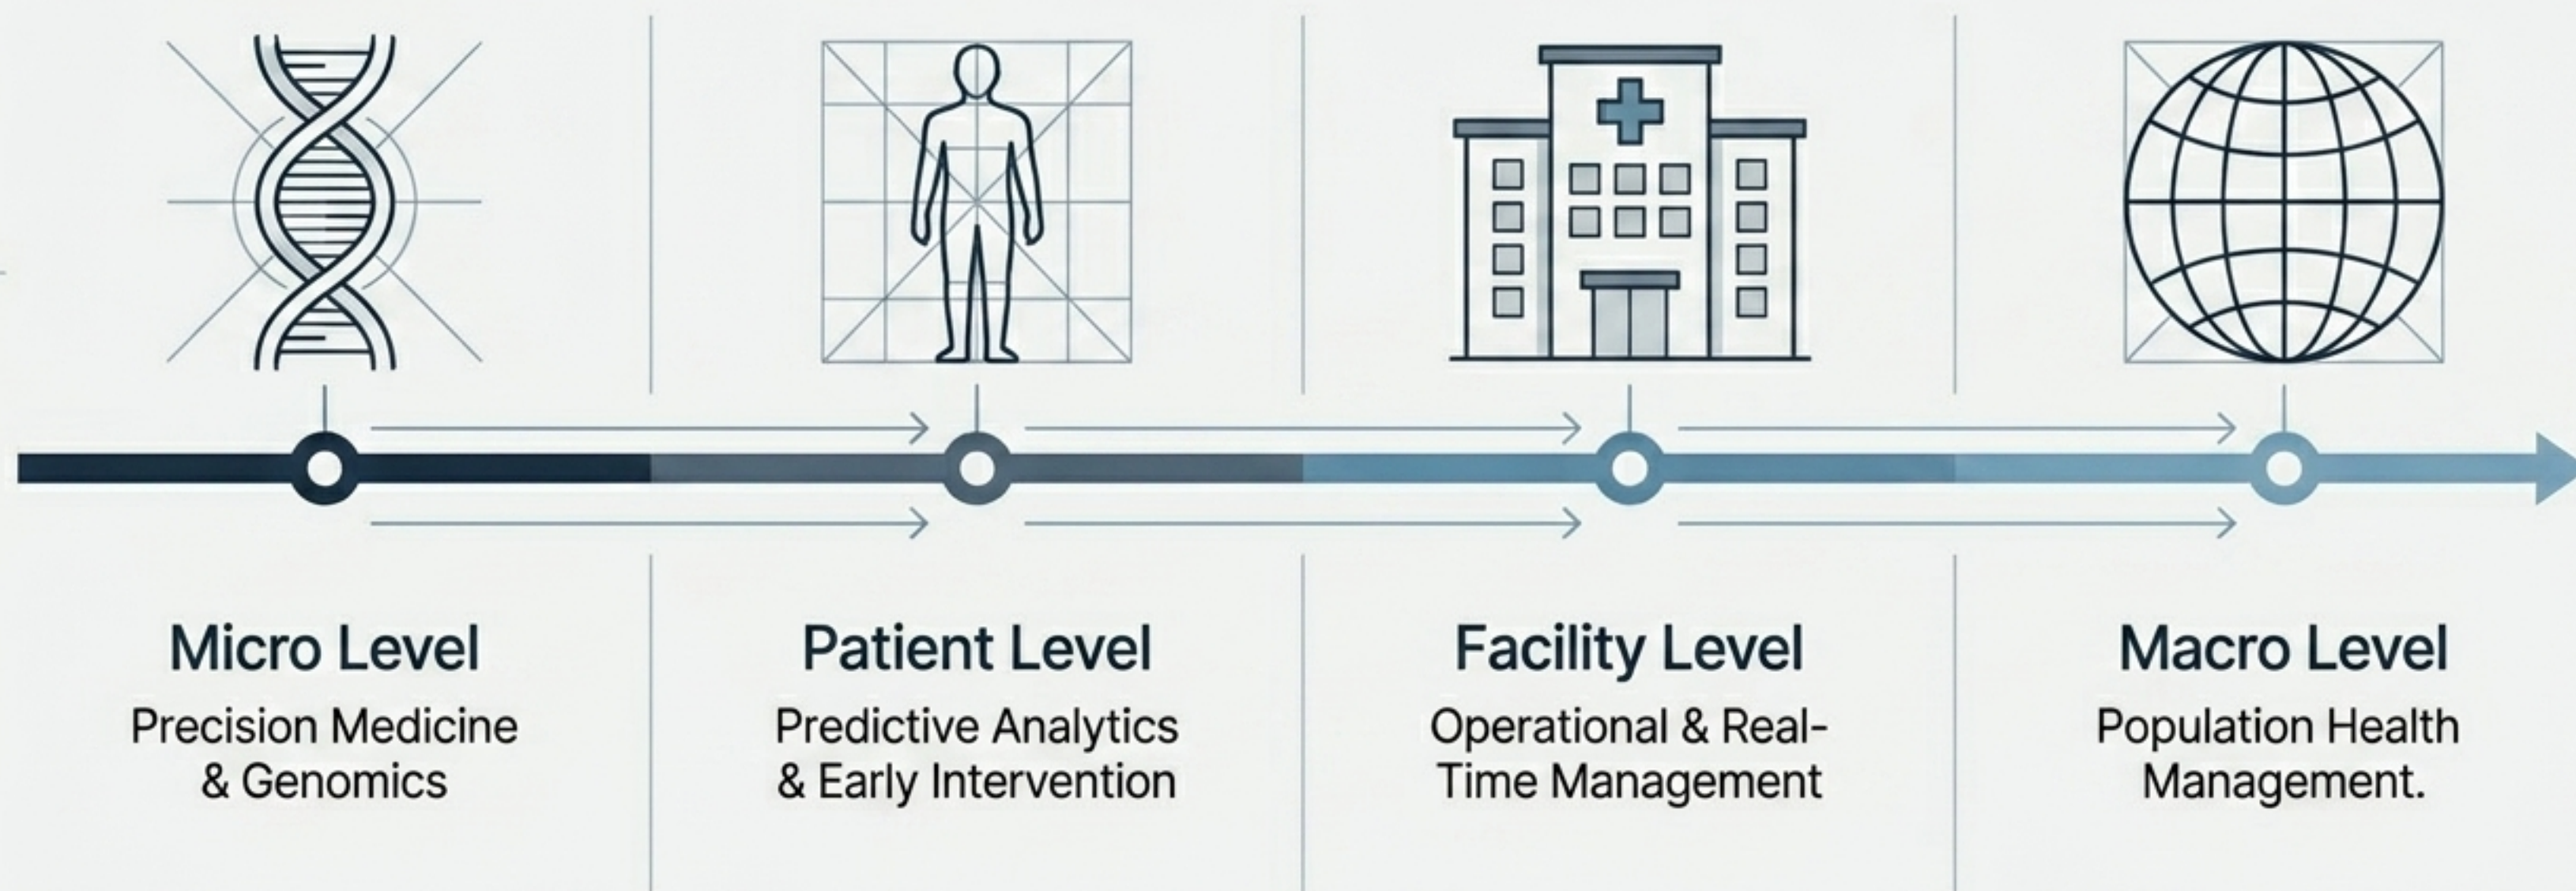 Micro Level
Precision Medicine
& Genomics
Patient Level
Predictive Analytics
& Early Intervention
Facility Level
Operational & Real-
Time Management
Macro Level
Population Health
Management.